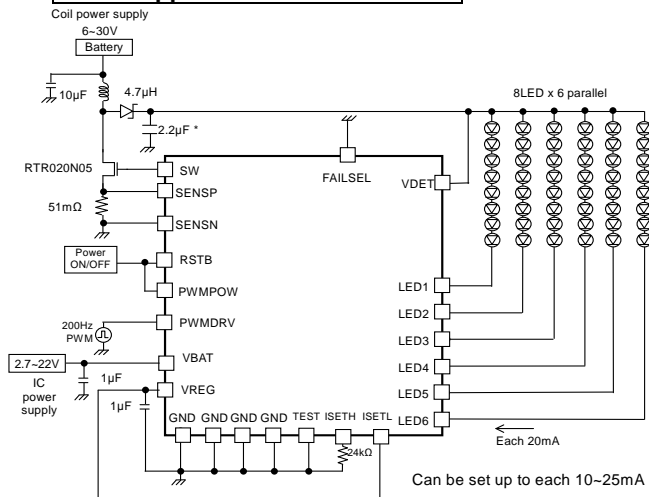 Coil power supply
6~30V
Battery
10µF
4.7µH
2.2µF *
8LED x 6 parallel
RTR020N05
SW
FAILSEL
VDET
SENSP
51mΩ
SENSN
Power
ON/OFF
RSTB
PWMPOW
LED1
LED2
200Hz
PWM
PWMDRV
LED3
2.7~22V
VBAT
LED4
IC
power
supply
1µF
VREG
LED5
1µF
GND GND GND GND TEST ISETH ISETL
LED6
24kΩ
Each 20mA
Can be set up to each 10~25mA